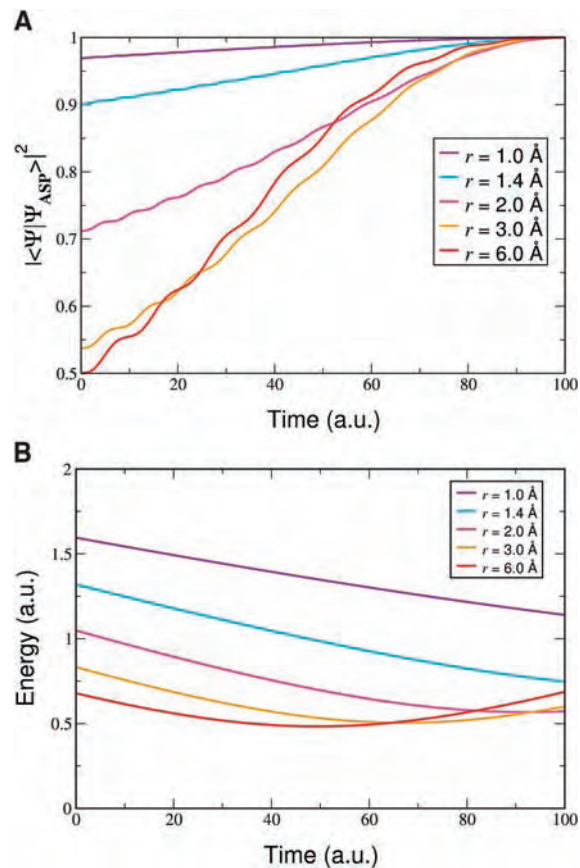 A
|<Ψ|Ψ_ASP>|²
1
0.9
0.8
0.7
0.6
0.5
r = 1.0 Å
r = 1.4 Å
r = 2.0 Å
r = 3.0 Å
r = 6.0 Å
0 20 40 60 80 100
Time (a.u.)
B
Energy (a.u.)
2
1.5
1
0.5
0
r = 1.0 Å
r = 1.4 Å
r = 2.0 Å
r = 3.0 Å
r = 6.0 Å
0 20 40 60 80 100
Time (a.u.)